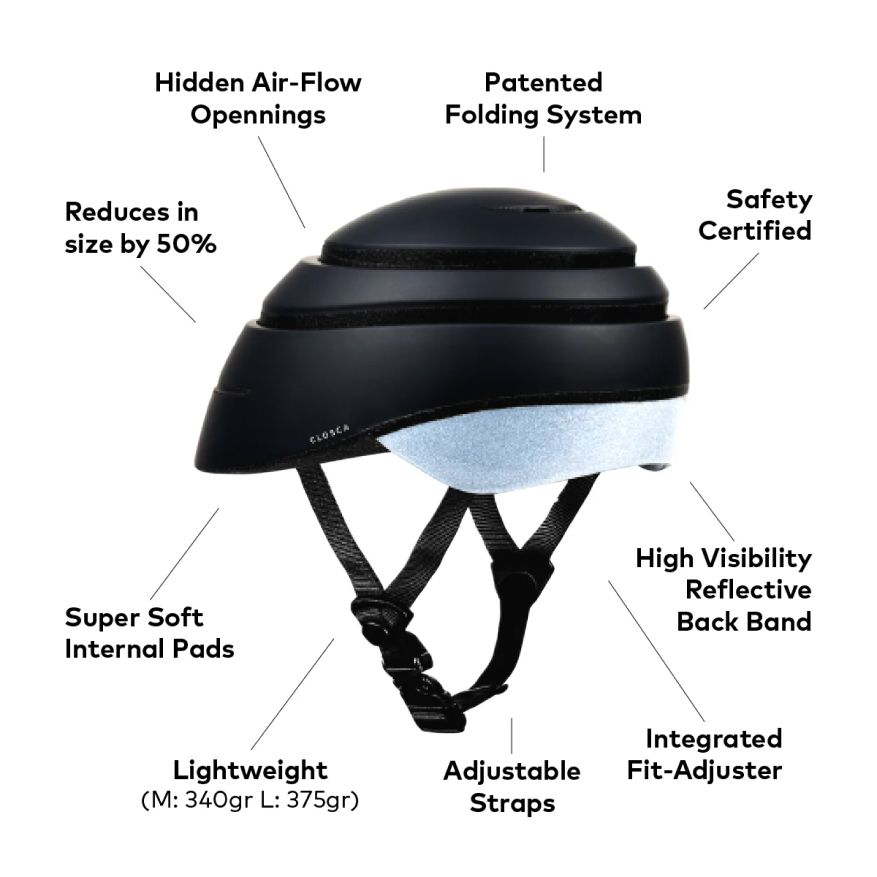 Hidden Air-Flow
Opennings
Patented
Folding System
Reduces in
size by 50%
Safety
Certified
CLOSCA
High Visibility
Reflective
Back Band
Super Soft
Internal Pads
Integrated
Fit-Adjuster
Lightweight
(M: 340gr L: 375gr)
Adjustable
Straps